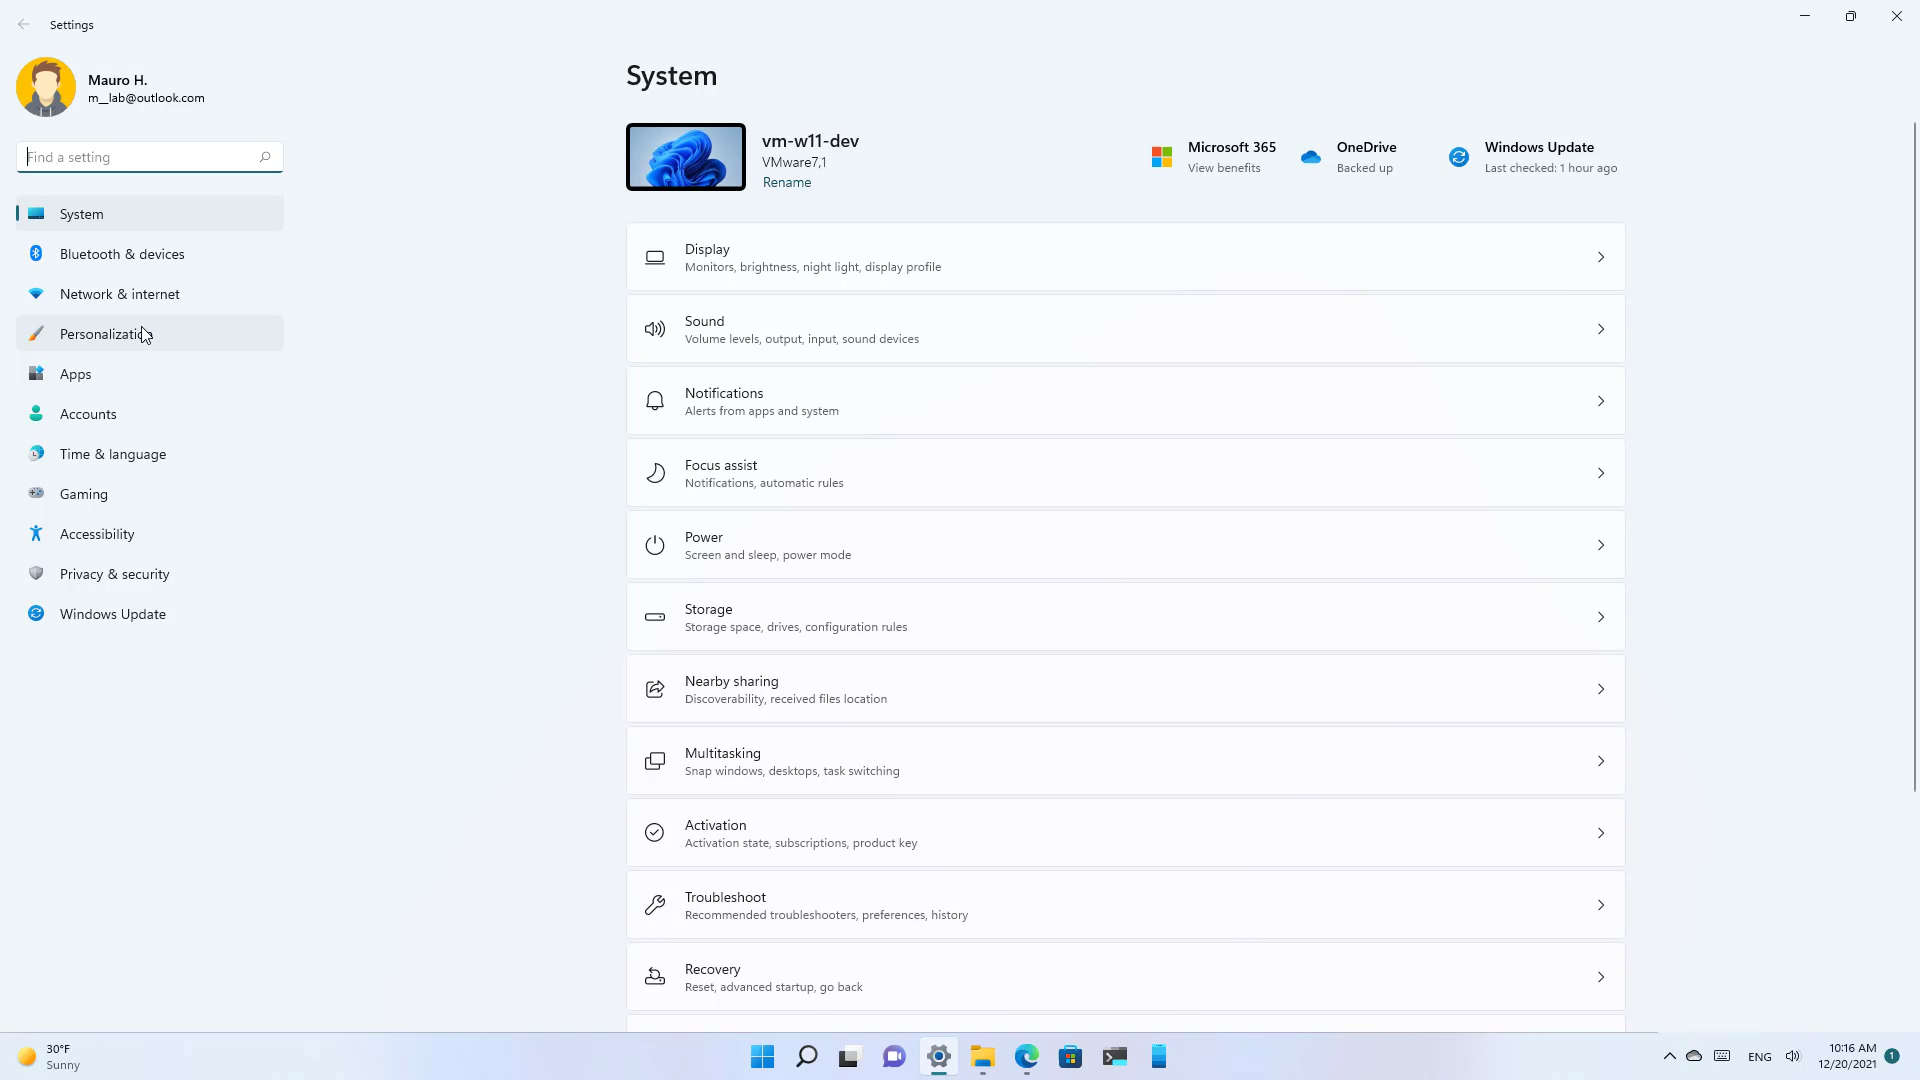 Settings
Mauro H.
m__lab@outlook.com
Find a setting
System
Bluetooth & devices
Network & internet
Personalization
Apps
Accounts
Time & language
Gaming
Accessibility
Privacy & security
Windows Update
System
vm-w11-dev
VMware7,1
Rename
Microsoft 365
View benefits
OneDrive
Backed up
Windows Update
Last checked: 1 hour ago
Display
Monitors, brightness, night light, display profile
Sound
Volume levels, output, input, sound devices
Notifications
Alerts from apps and system
Focus assist
Notifications, automatic rules
Power
Screen and sleep, power mode
Storage
Storage space, drives, configuration rules
Nearby sharing
Discoverability, received files location
Multitasking
Snap windows, desktops, task switching
Activation
Activation state, subscriptions, product key
Troubleshoot
Recommended troubleshooters, preferences, history
Recovery
Reset, advanced startup, go back
30°F
Sunny
ENG
10:16 AM
12/20/2021
1